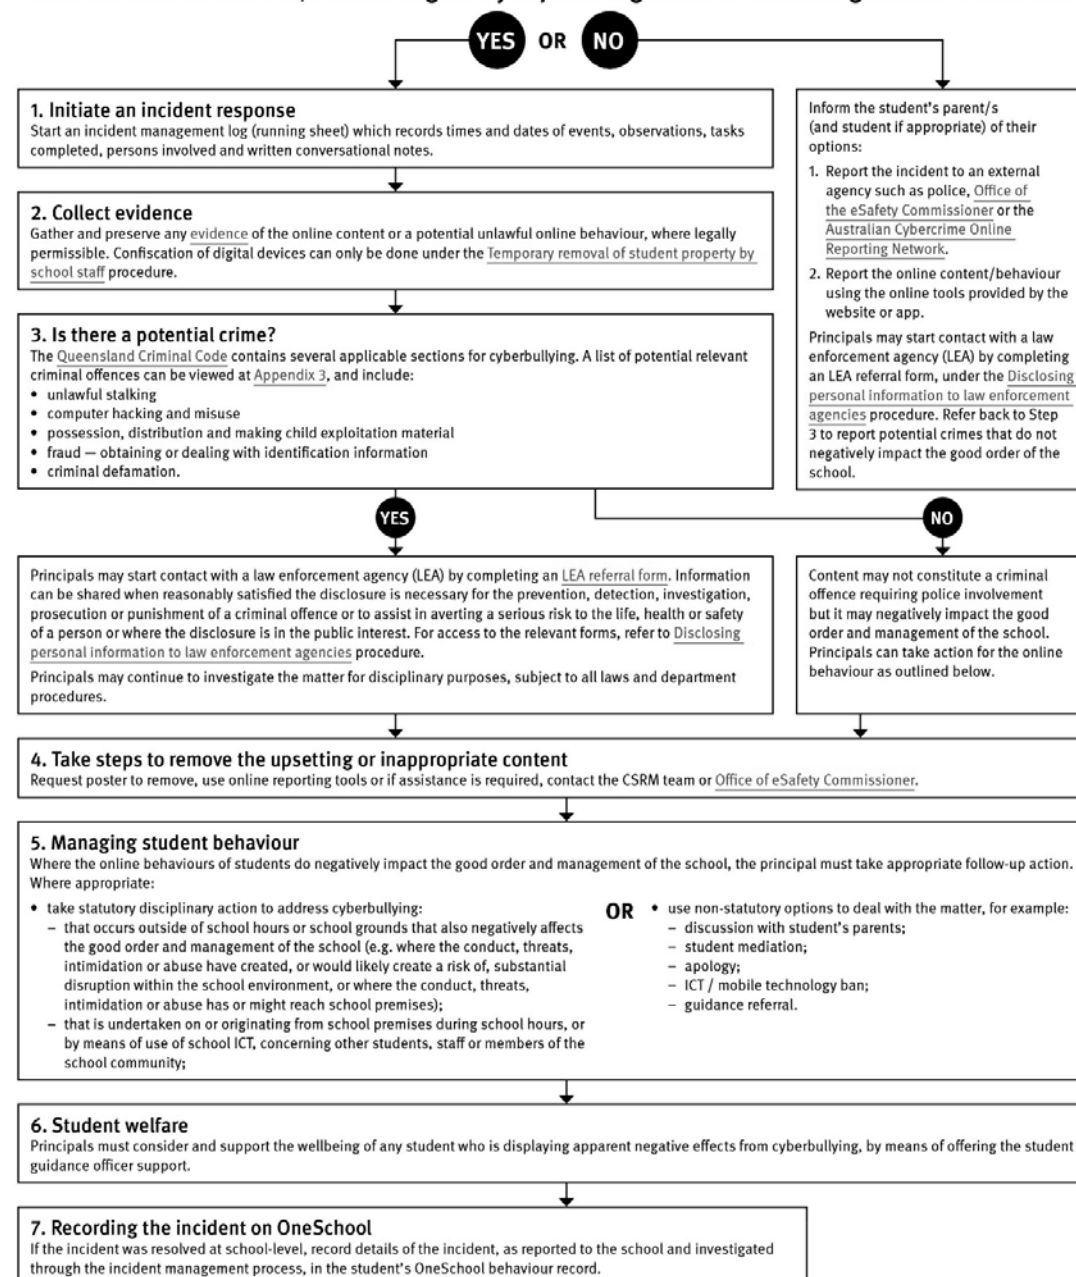 YES OR NO
1. Initiate an incident response
Start an incident management log (running sheet) which records times and dates of events, observations, tasks
completed, persons involved and written conversational notes.
2. Collect evidence
Gather and preserve any evidence of the online content or a potential unlawful online behaviour, where legally
permissible. Confiscation of digital devices can only be done under the Temporary removal of student property by
school staff procedure.
3. Is there a potential crime?
The Queensland Criminal Code contains several applicable sections for cyberbullying. A list of potential relevant
criminal offences can be viewed at Appendix 3, and include:
• unlawful stalking
• computer hacking and misuse
• possession, distribution and making child exploitation material
• fraud — obtaining or dealing with identification information
• criminal defamation.
Inform the student's parent/s
(and student if appropriate) of their
options:
1. Report the incident to an external
agency such as police, Office of
the eSafety Commissioner or the
Australian Cybercrime Online
Reporting Network.
2. Report the online content/behaviour
using the online tools provided by the
website or app.
Principals may start contact with a law
enforcement agency (LEA) by completing
an LEA referral form, under the Disclosing
personal information to law enforcement
agencies procedure. Refer back to Step
3 to report potential crimes that do not
negatively impact the good order of the
school.
YES
NO
Principals may start contact with a law enforcement agency (LEA) by completing an LEA referral form. Information
can be shared when reasonably satisfied the disclosure is necessary for the prevention, detection, investigation,
prosecution or punishment of a criminal offence or to assist in averting a serious risk to the life, health or safety
of a person or where the disclosure is in the public interest. For access to the relevant forms, refer to Disclosing
personal information to law enforcement agencies procedure.
Principals may continue to investigate the matter for disciplinary purposes, subject to all laws and department
procedures.
Content may not constitute a criminal
offence requiring police involvement
but it may negatively impact the good
order and management of the school.
Principals can take action for the online
behaviour as outlined below.
4. Take steps to remove the upsetting or inappropriate content
Request poster to remove, use online reporting tools or if assistance is required, contact the CSRM team or Office of eSafety Commissioner.
5. Managing student behaviour
Where the online behaviours of students do negatively impact the good order and management of the school, the principal must take appropriate follow-up action.
Where appropriate:
• take statutory disciplinary action to address cyberbullying:
– that occurs outside of school hours or school grounds that also negatively affects
the good order and management of the school (e.g. where the conduct, threats,
intimidation or abuse have created, or would likely create a risk of, substantial
disruption within the school environment, or where the conduct, threats,
intimidation or abuse has or might reach school premises);
– that is undertaken on or originating from school premises during school hours, or
by means of use of school ICT, concerning other students, staff or members of the
school community;
OR
• use non-statutory options to deal with the matter, for example:
– discussion with student's parents;
– student mediation;
– apology;
– ICT / mobile technology ban;
– guidance referral.
6. Student welfare
Principals must consider and support the wellbeing of any student who is displaying apparent negative effects from cyberbullying, by means of offering the student
guidance officer support.
7. Recording the incident on OneSchool
If the incident was resolved at school-level, record details of the incident, as reported to the school and investigated
through the incident management process, in the student's OneSchool behaviour record.